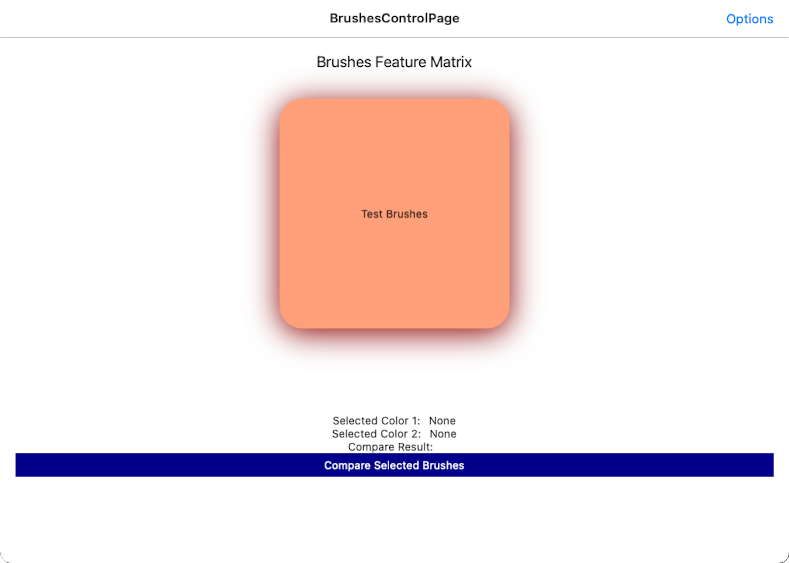 BrushesControlPage
Options
Brushes Feature Matrix
Test Brushes
Selected Color 1: None
Selected Color 2: None
Compare Result:
Compare Selected Brushes